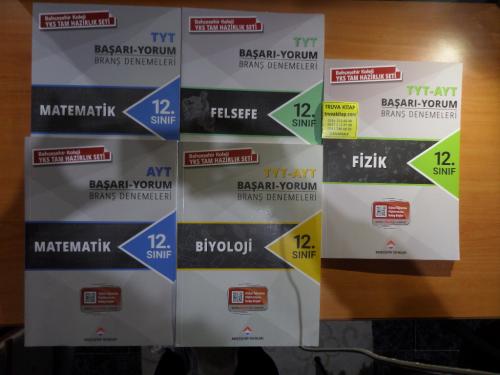 Bahçeşehir Koleji
YKS TAM HAZIRLIK SETİ
TYT
BAŞARI-YORUM
BRANŞ DENEMELERİ
MATEMATİK
12.
SINIF
Bahçeşehir Koleji
YKS TAM HAZIRLIK SETİ
TYT
BAŞARI-YORUM
BRANŞ DENEMELERİ
FELSEFE
12.
SINIF
Bahçeşehir Koleji
YKS TAM HAZIRLIK SETİ
TYT-AYT
BAŞARI-YORUM
BRANŞ DENEMELERİ
TRUVA KİTAP
truvakitap.com
FİZİK
12.
SINIF
Bahçeşehir Koleji
YKS TAM HAZIRLIK SETİ
AYT
BAŞARI-YORUM
BRANŞ DENEMELERİ
MATEMATİK
12.
SINIF
Bahçeşehir Koleji
YKS TAM HAZIRLIK SETİ
TYT-AYT
BAŞARI-YORUM
BRANŞ DENEMELERİ
BİYOLOJİ
12.
SINIF